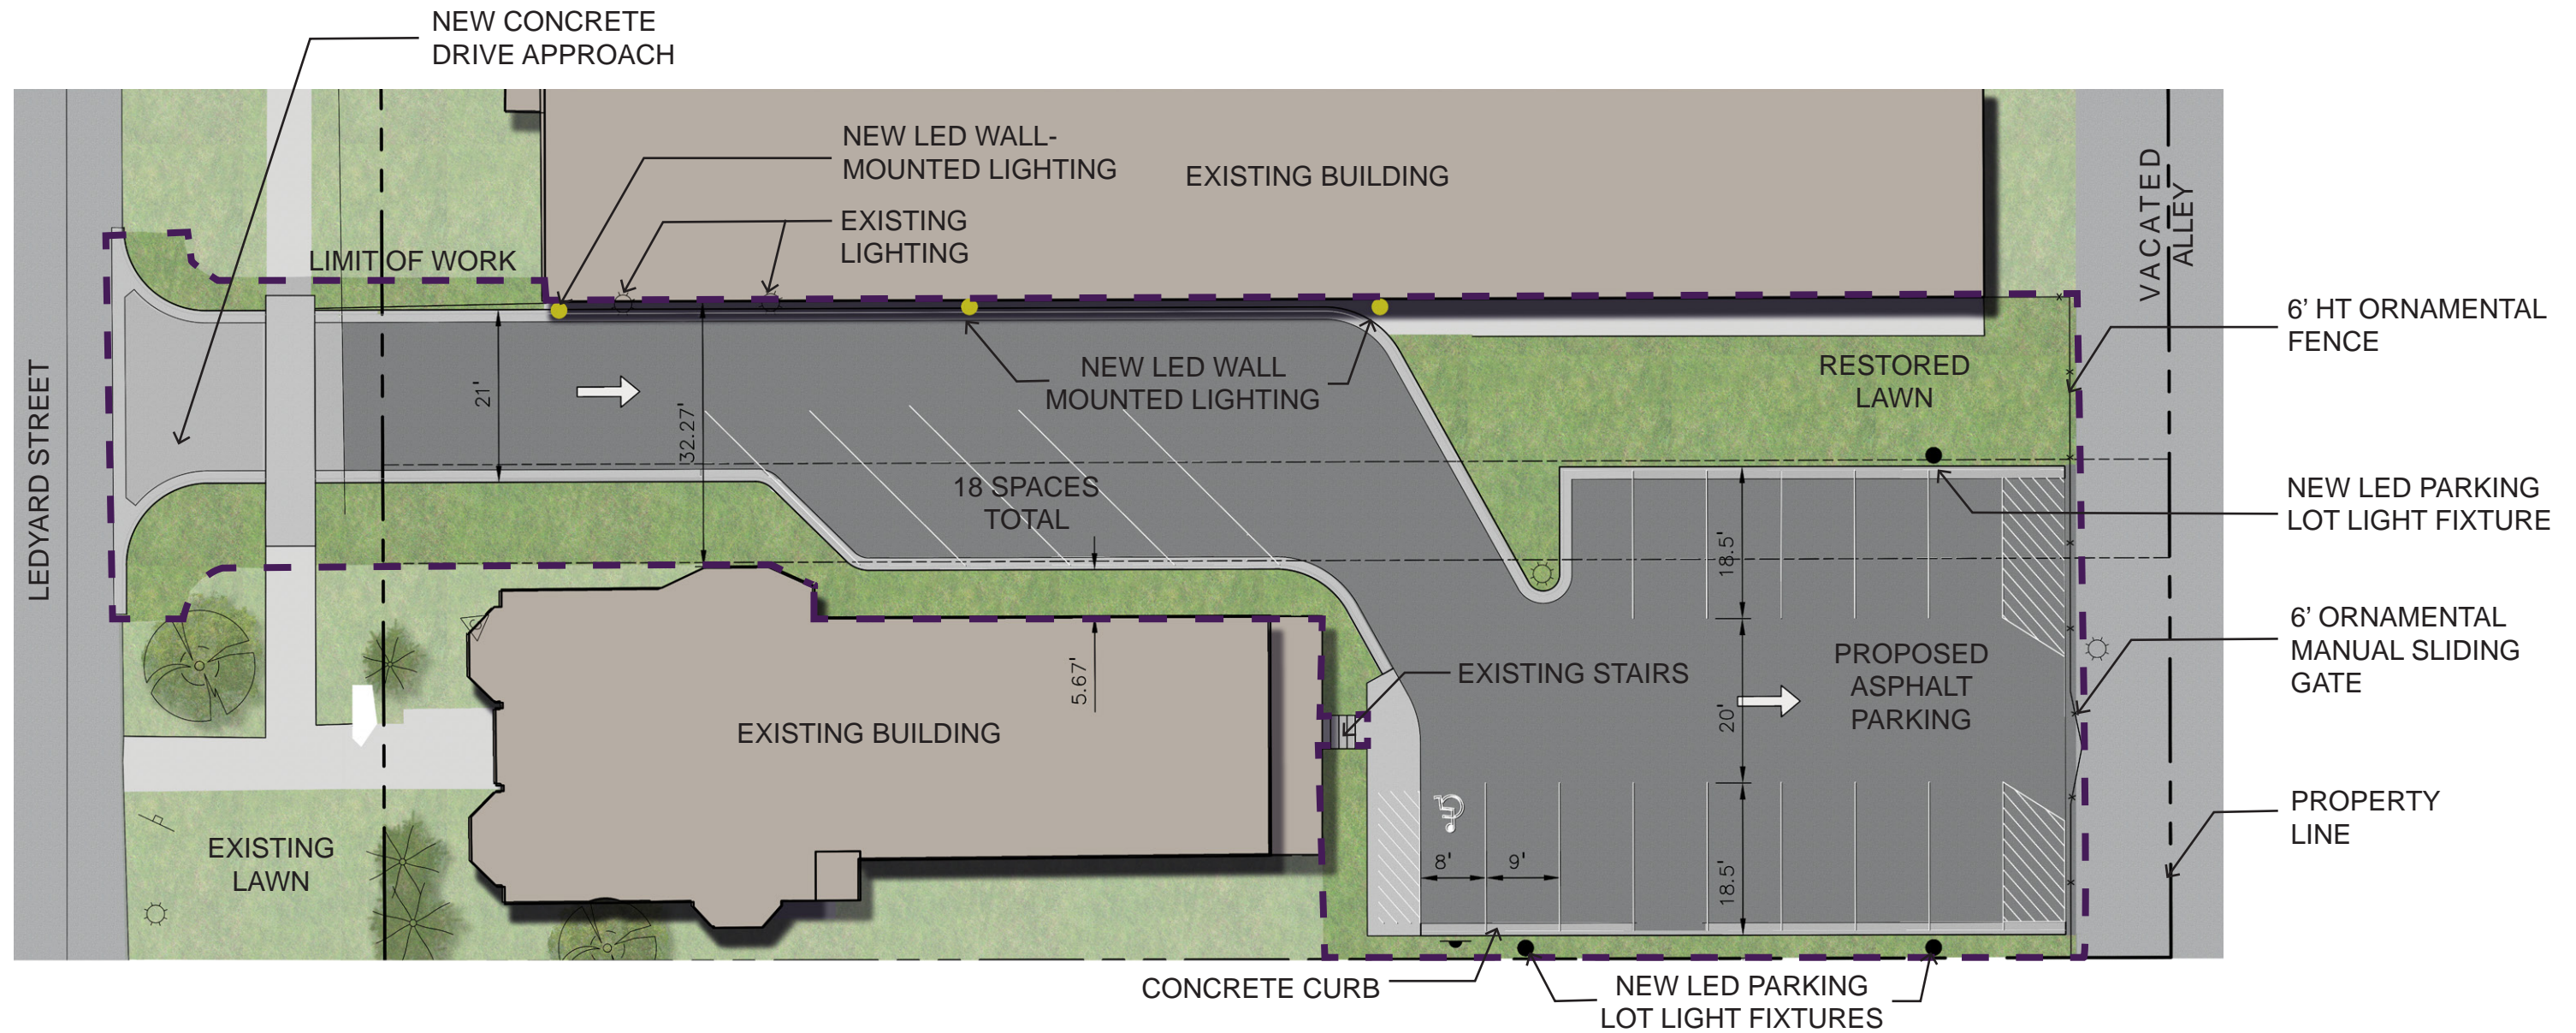 NEW CONCRETE
DRIVE APPROACH
NEW LED WALL-
MOUNTED LIGHTING
EXISTING BUILDING
EXISTING
LIGHTING
LIMIT OF WORK
VACATED
ALLEY
6’ HT ORNAMENTAL
FENCE
LEDYARD STREET
21'
32.27'
NEW LED WALL
MOUNTED LIGHTING
RESTORED
LAWN
18 SPACES
TOTAL
18.5'
NEW LED PARKING
LOT LIGHT FIXTURE
6’ ORNAMENTAL
MANUAL SLIDING
GATE
5.67'
EXISTING STAIRS
PROPOSED
ASPHALT
PARKING
20'
EXISTING BUILDING
PROPERTY
LINE
EXISTING
LAWN
8'
9'
18.5'
CONCRETE CURB
NEW LED PARKING
LOT LIGHT FIXTURES